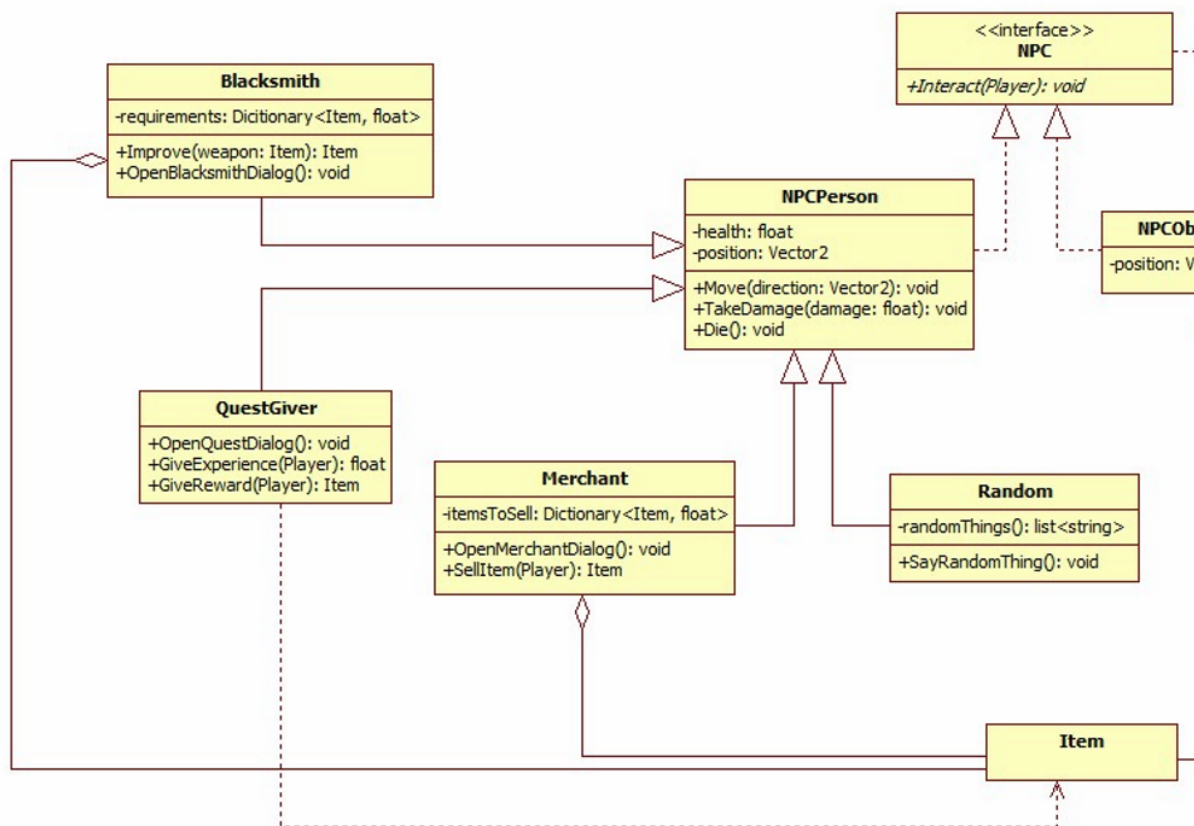 <<interface>>
NPC
+Interact(Player): void
Blacksmith
-requirements: Dicitionary<Item, float>
+Improve(weapon: Item): Item
+OpenBlacksmithDialog(): void
NPCPerson
-health: float
-position: Vector2
+Move(direction: Vector2): void
+TakeDamage(damage: float): void
+Die(): void
NPCOb
-position: V
QuestGiver
+OpenQuestDialog(): void
+GiveExperience(Player): float
+GiveReward(Player): Item
Merchant
-itemsToSell: Dictionary<Item, float>
+OpenMerchantDialog(): void
+SellItem(Player): Item
Random
-randomThings(): list<string>
+SayRandomThing(): void
Item